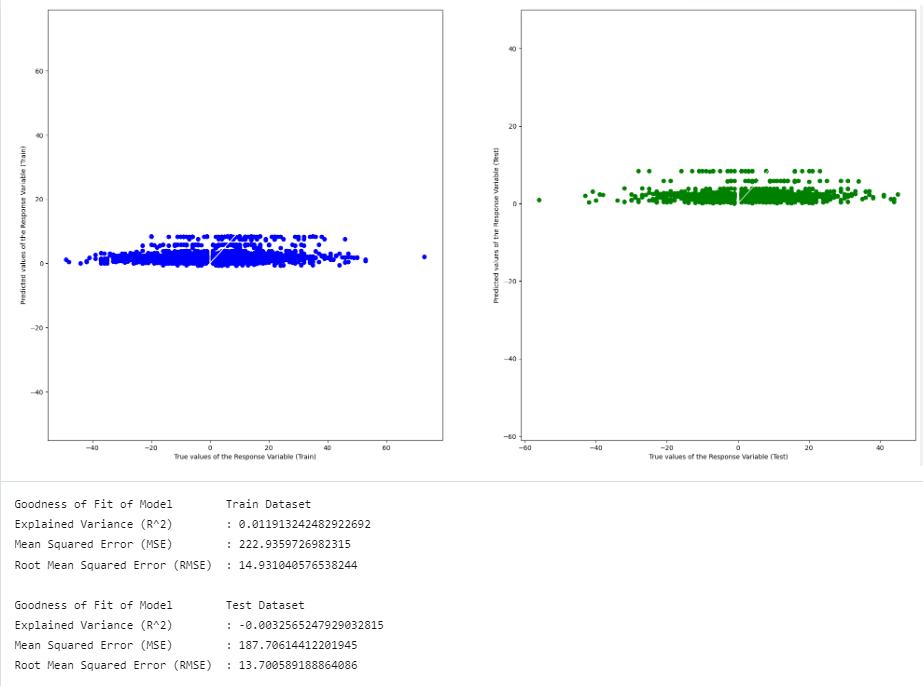 60
40
20
0
−20
−40
−40 −20 0 20 40 60
True values of the Response Variable (Train)
Predicted values of the Response Variable (Train)
40
20
0
−20
−40
−60
−60 −40 −20 0 20 40
True values of the Response Variable (Test)
Predicted values of the Response Variable (Test)
Goodness of Fit of Model Train Dataset
Explained Variance (R^2) : 0.011913242482922692
Mean Squared Error (MSE) : 222.9359726982315
Root Mean Squared Error (RMSE) : 14.931040576538244
Goodness of Fit of Model Test Dataset
Explained Variance (R^2) : -0.0032565247929032815
Mean Squared Error (MSE) : 187.70614412201945
Root Mean Squared Error (RMSE) : 13.700589188864086